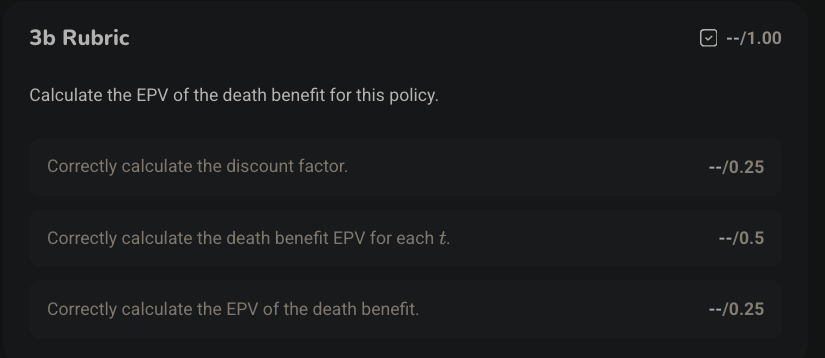 3b Rubric --/1.00
Calculate the EPV of the death benefit for this policy.
Correctly calculate the discount factor. --/0.25
Correctly calculate the death benefit EPV for each t. --/0.5
Correctly calculate the EPV of the death benefit. --/0.25